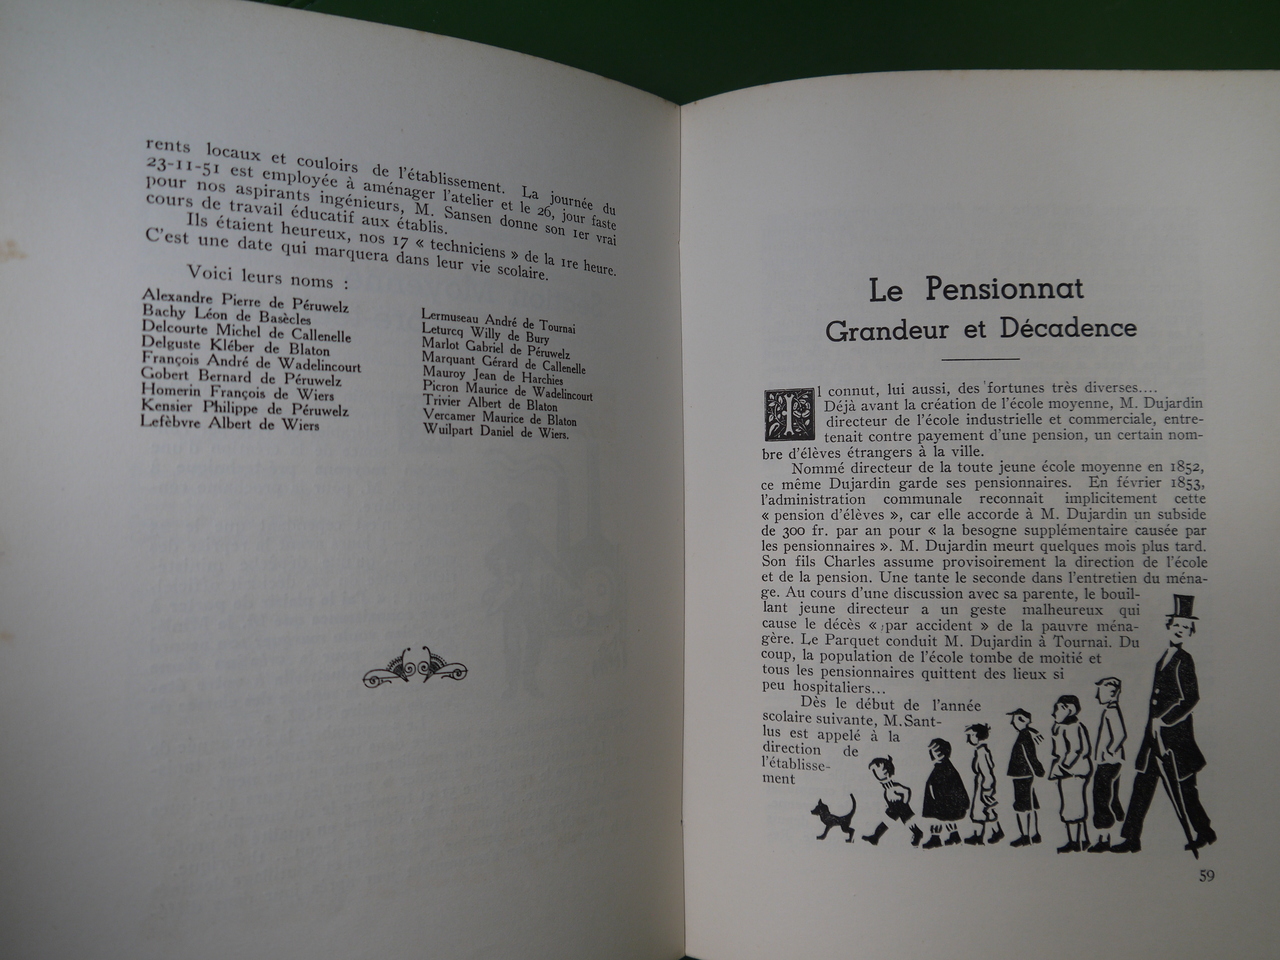 rents locaux et couloirs de l'établissement. La journée du
23-11-51 est employée à aménager l'atelier et le 26, jour faste
pour nos aspirants ingénieurs, M. Sansen donne son 1er vrai
cours de travail éducatif aux établis.
Ils étaient heureux, nos 17 « techniciens » de la 1re heure.
C'est une date qui marquera dans leur vie scolaire.
Voici leurs noms :
Alexandre Pierre de Péruwelz
Bachy Léon de Basècles
Delcourte Michel de Callenelle
Delguste Kléber de Blaton
François André de Wadelincourt
Gobert Bernard de Péruwelz
Homerin François de Wiers
Kensier Philippe de Péruwelz
Lefèbvre Albert de Wiers
Lermuseau André de Tournai
Leturcq Willy de Bury
Marlot Gabriel de Péruwelz
Marquant Gérard de Callenelle
Mauroy Jean de Harchies
Picron Maurice de Wadelincourt
Trivier Albert de Blaton
Vercamer Maurice de Blaton
Wuilpart Daniel de Wiers.
Le Pensionnat
Grandeur et Décadence
Il connut, lui aussi, des fortunes très diverses....
Déjà avant la création de l'école moyenne, M. Dujardin
directeur de l'école industrielle et commerciale, entre-
tenait contre payement d'une pension, un certain nom-
bre d'élèves étrangers à la ville.
Nommé directeur de la toute jeune école moyenne en 1852,
ce même Dujardin garde ses pensionnaires. En février 1853,
l'administration communale reconnait implicitement cette
« pension d'élèves », car elle accorde à M. Dujardin un subside
de 300 fr. par an pour « la besogne supplémentaire causée par
les pensionnaires ». M. Dujardin meurt quelques mois plus tard.
Son fils Charles assume provisoirement la direction de l'école
et de la pension. Une tante le seconde dans l'entretien du ména-
ge. Au cours d'une discussion avec sa parente, le bouil-
lant jeune directeur a un geste malheureux qui
cause le décès « par accident » de la pauvre ména-
gère. Le Parquet conduit M. Dujardin à Tournai. Du
coup, la population de l'école tombe de moitié et
tous les pensionnaires quittent des lieux si
peu hospitaliers...
Dès le début de l'année
scolaire suivante, M. Sant-
lus est appelé à la
direction de
l'établisse-
ment
59